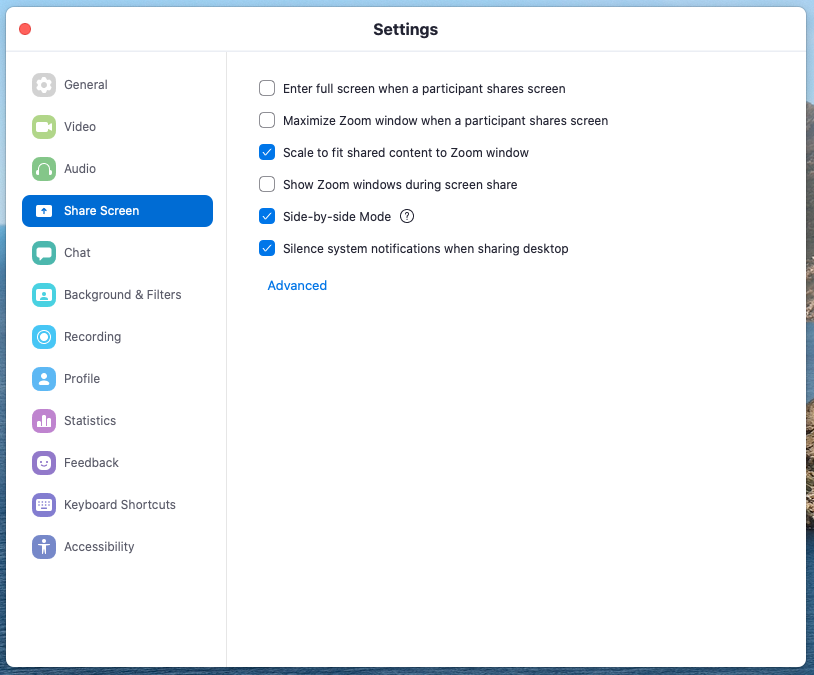 Settings
General
Video
Audio
Share Screen
Chat
Background & Filters
Recording
Profile
Statistics
Feedback
Keyboard Shortcuts
Accessibility
Enter full screen when a participant shares screen
Maximize Zoom window when a participant shares screen
Scale to fit shared content to Zoom window
Show Zoom windows during screen share
Side-by-side Mode ?
Silence system notifications when sharing desktop
Advanced